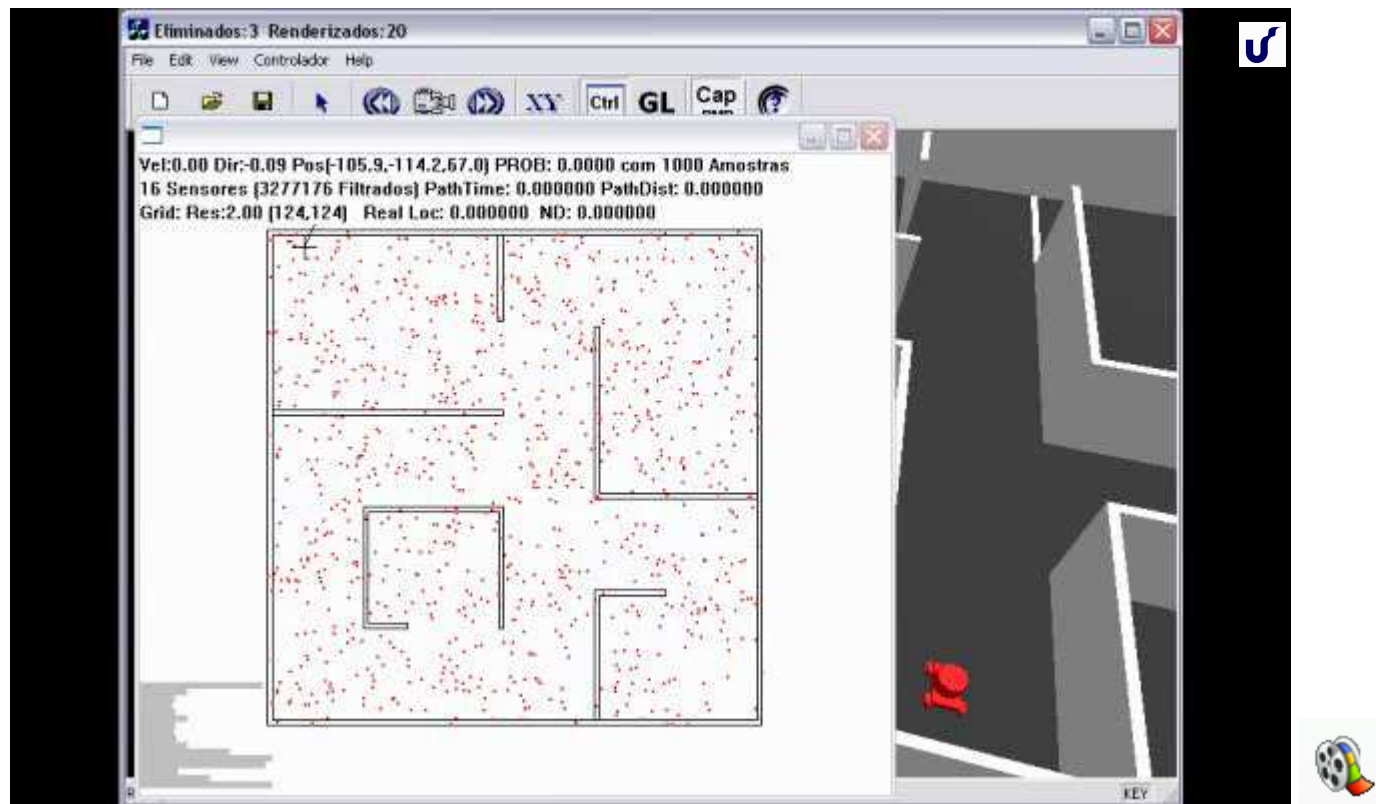 Eliminados:3 Renderizados:20
File Edit View Controlador Help
XY Ctrl GL Cap
Vel:0.00 Dir:-0.09 Pos(-105.9,-114.2,67.0) PROB: 0.0000 com 1000 Amostras
16 Sensores (3277176 Filtrados) PathTime: 0.000000 PathDist: 0.000000
Grid: Res:2.00 (124,124) Real Loc: 0.000000 ND: 0.000000
KEY